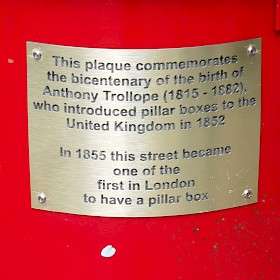 This plaque commemorates
the bicentenary of the birth of
Anthony Trollope (1815 - 1882),
who introduced pillar boxes to the
United Kingdom in 1852
In 1855 this street became
one of the
first in London
to have a pillar box